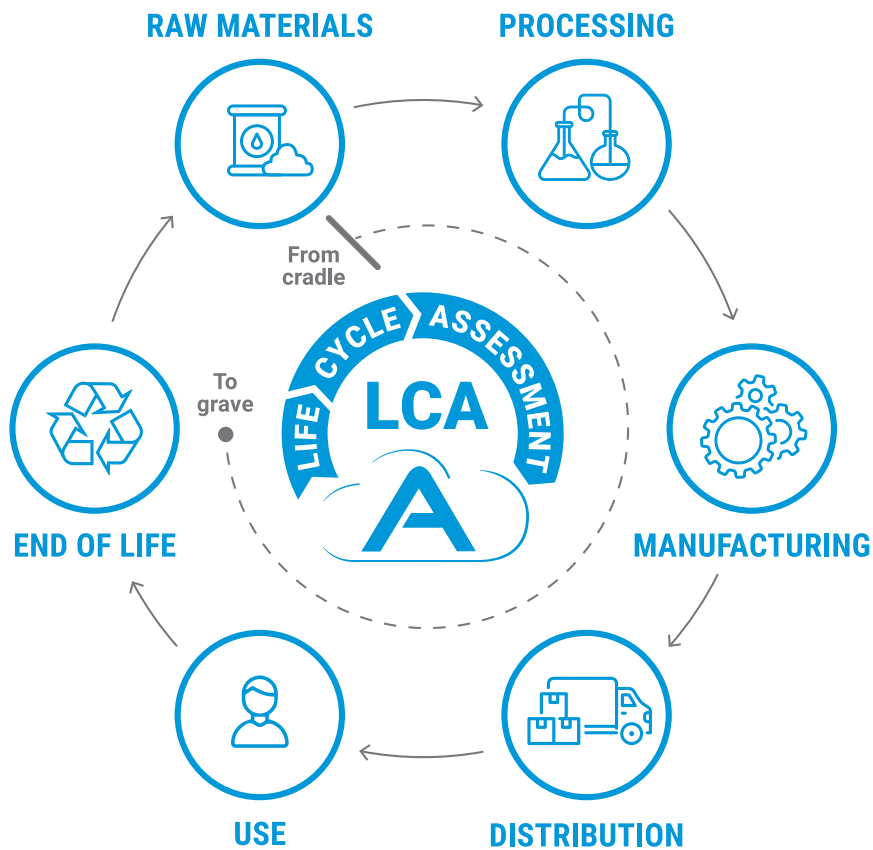 RAW MATERIALS
PROCESSING
From
cradle
LIFE CYCLE ASSESSMENT
LCA
To
grave
A
END OF LIFE
MANUFACTURING
USE
DISTRIBUTION